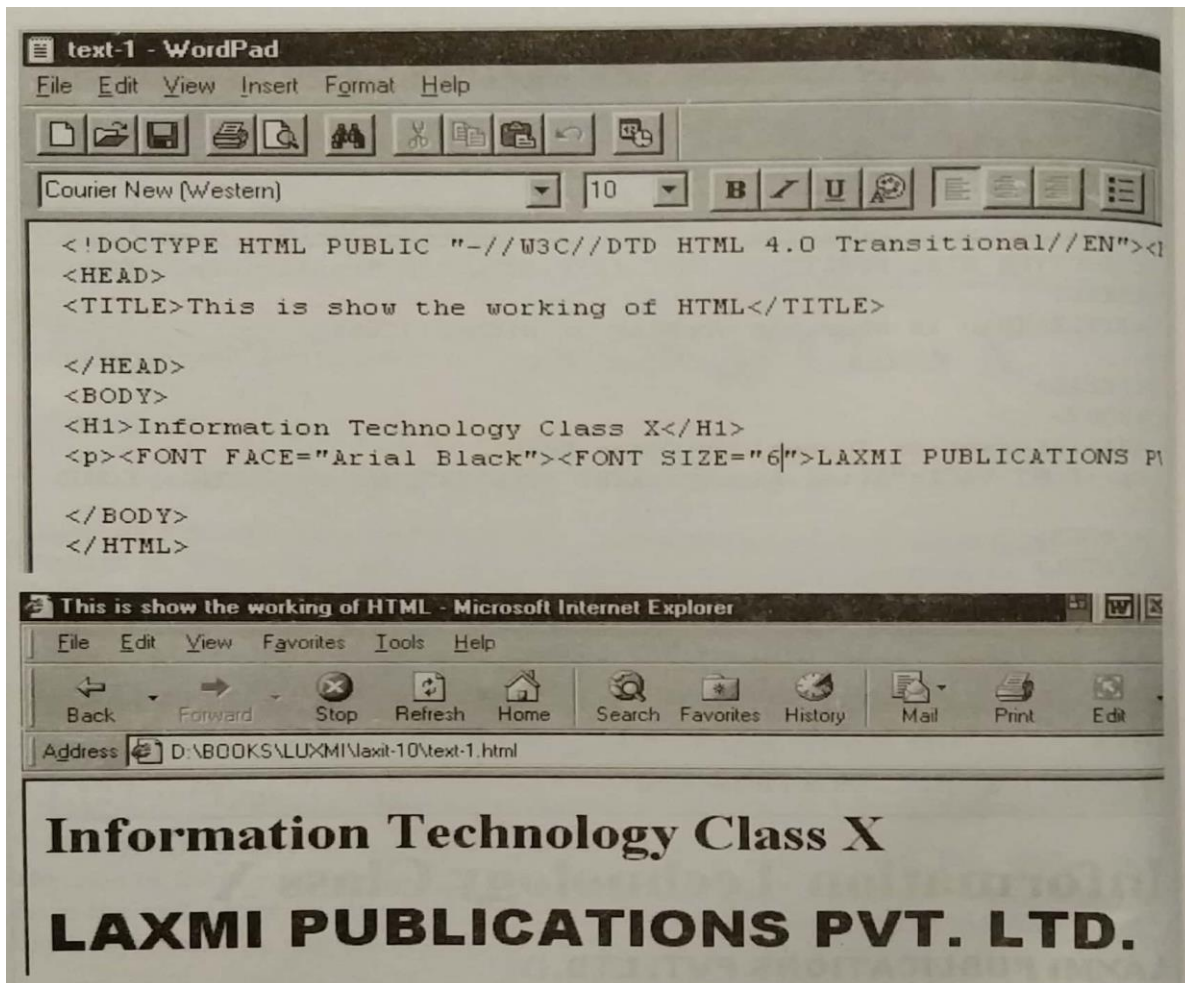 text-1 - WordPad
File Edit View Insert Format Help
Courier New (Western) 10 B I U
<!DOCTYPE HTML PUBLIC "-//W3C//DTD HTML 4.0 Transitional//EN"><
<HEAD>
<TITLE>This is show the working of HTML</TITLE>
</HEAD>
<BODY>
<H1>Information Technology Class X</H1>
<p><FONT FACE="Arial Black"><FONT SIZE="6">LAXMI PUBLICATIONS P
</BODY>
</HTML>
This is show the working of HTML - Microsoft Internet Explorer
File Edit View Favorites Tools Help
Back Forward Stop Refresh Home Search Favorites History Mail Print Edit
Address D:\BOOKS\LUXMI\laxit-10\text-1.html
Information Technology Class X
LAXMI PUBLICATIONS PVT. LTD.